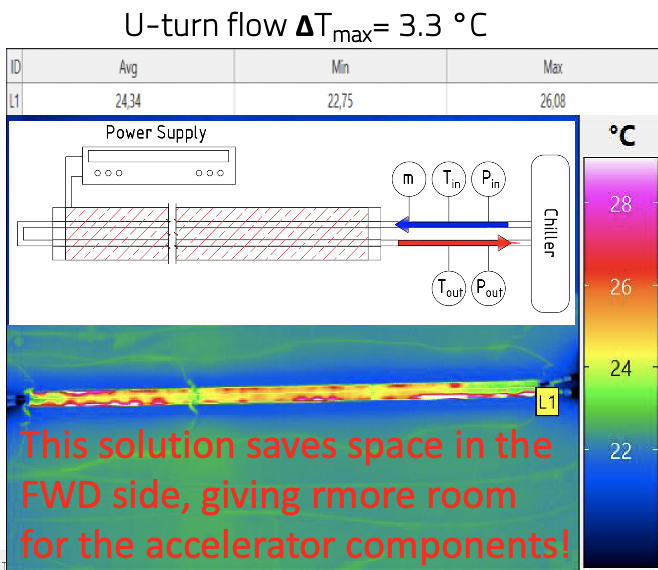 U-turn flow ΔTmax= 3.3 °C
ID Avg Min Max
L1 24,34 22,75 26,08
°C
Power Supply
m Tin Pin
Chiller
Tout Pout
28
26
24
22
L1
This solution saves space in the
FWD side, giving rmore room
for the accelerator components!